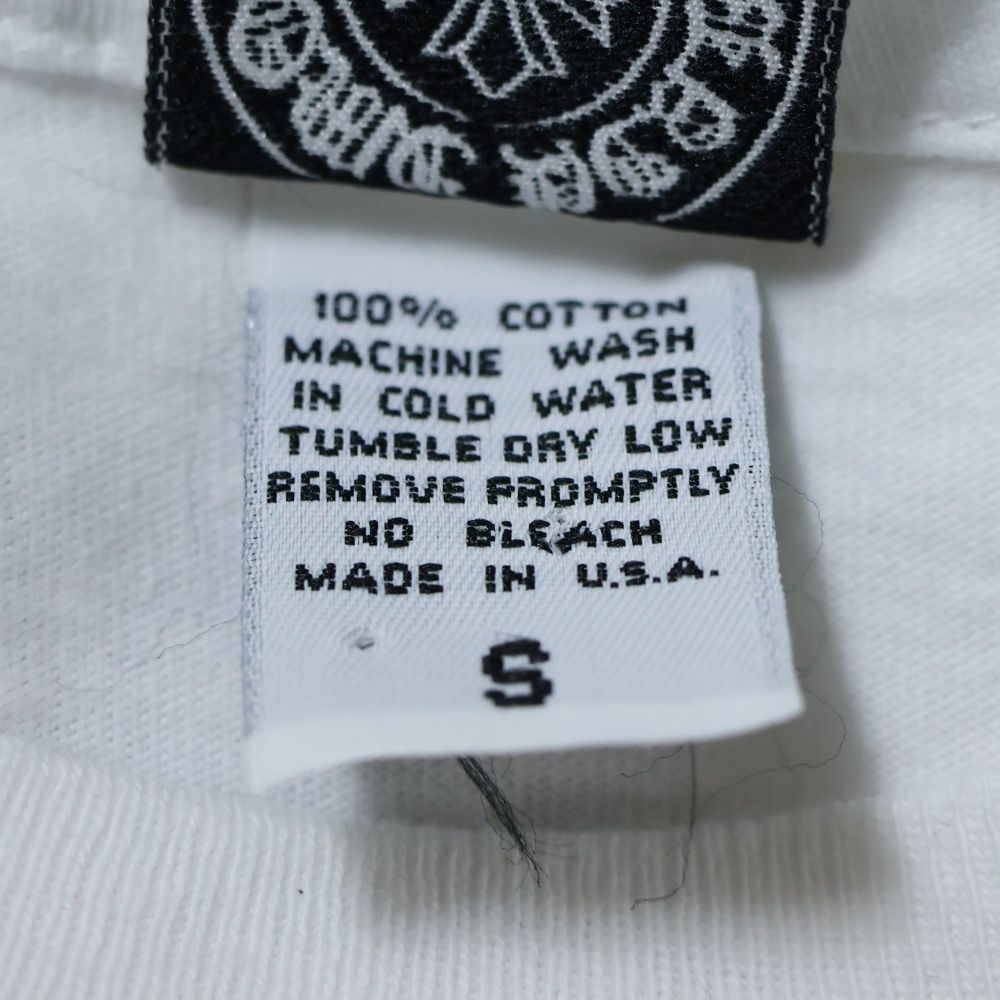 100% COTTON
MACHINE WASH
IN COLD WATER
TUMBLE DRY LOW
REMOVE PROMPTLY
NO BLEACH
MADE IN U.S.A.
S